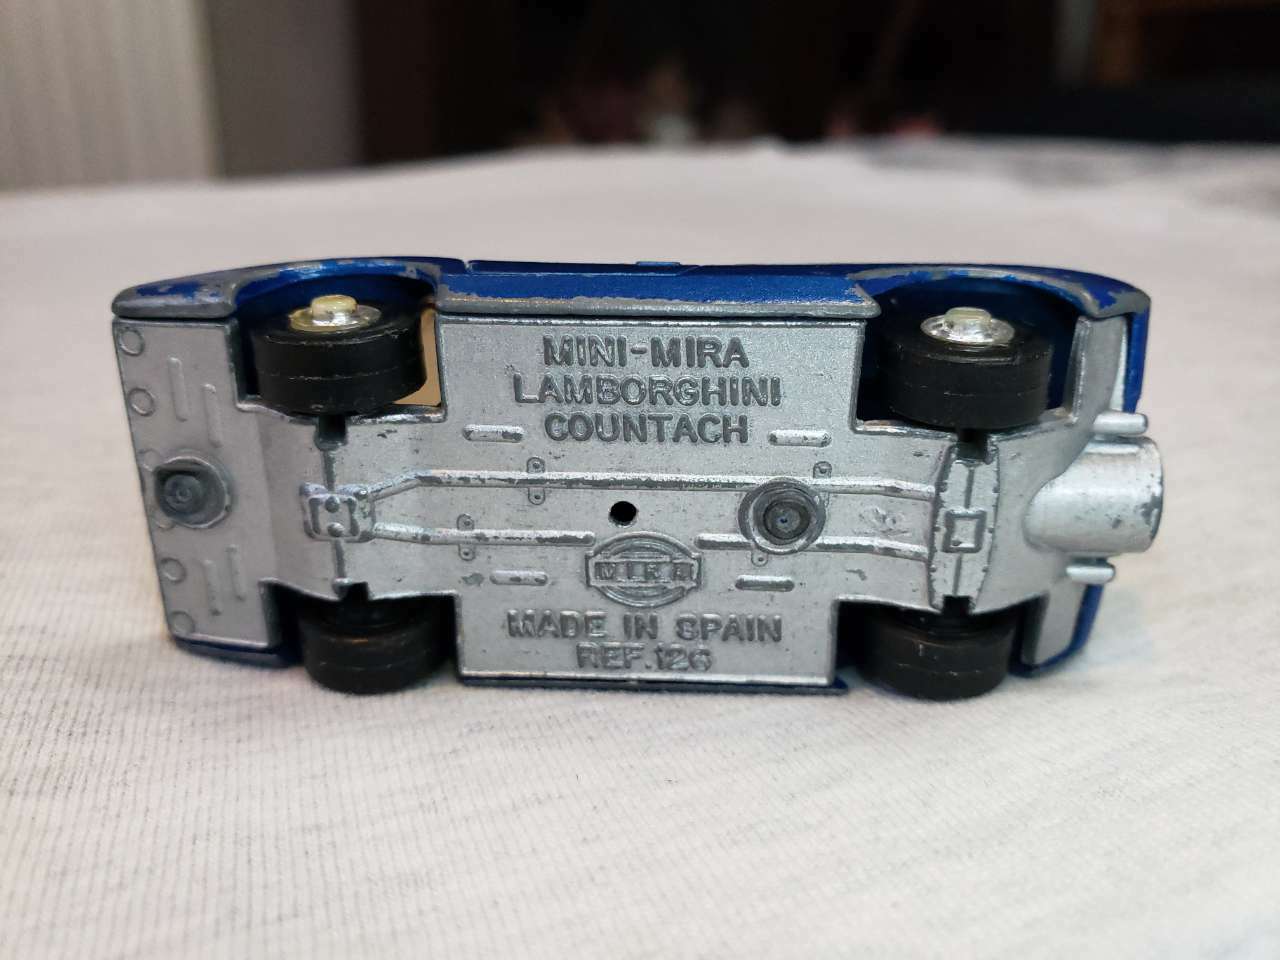 MINI-MIRA
LAMBORGHINI
COUNTACH
MIRA
MADE IN SPAIN
REF.126